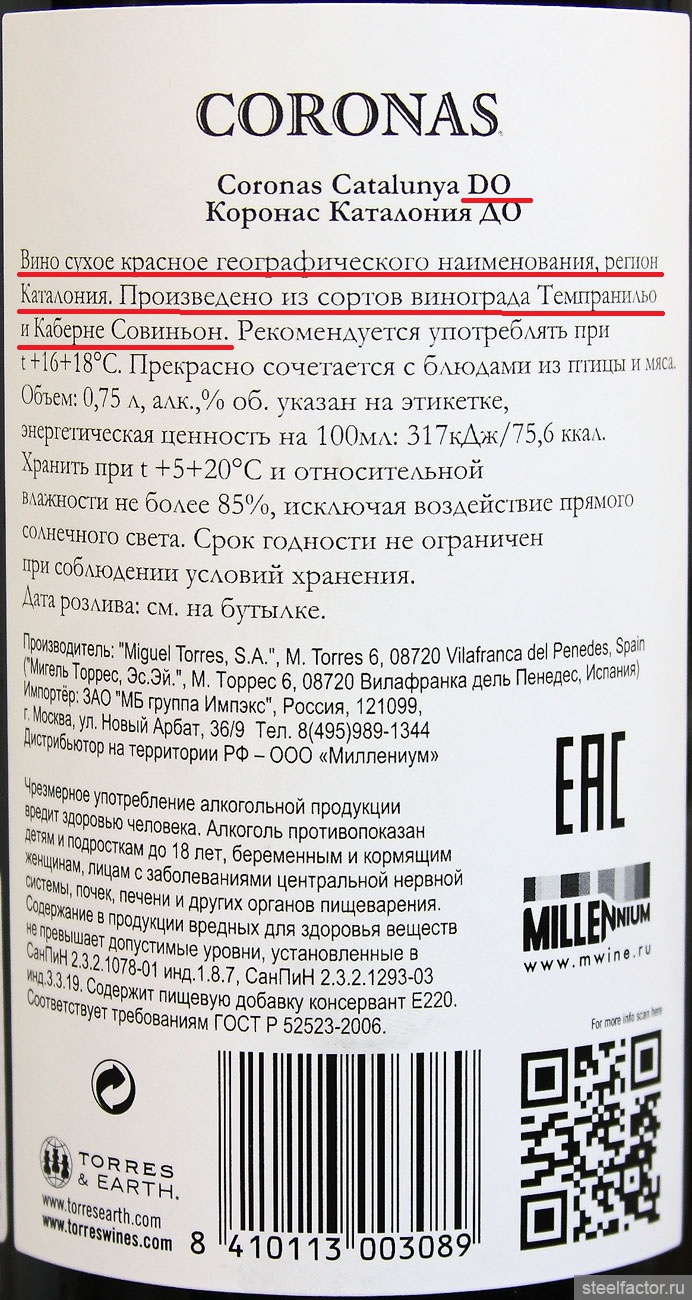 CORONAS
Coronas Catalunya DO
Коронас Каталония ДО
Вино сухое красное географического наименования, регион
Каталония. Произведено из сортов винограда Темпранильо
и Каберне Совиньон. Рекомендуется употреблять при
t +16+18°C. Прекрасно сочетается с блюдами из птицы и мяса.
Объем: 0,75 л, алк.,% об. указан на этикетке,
энергетическая ценность на 100мл: 317кДж/75,6 ккал.
Хранить при t +5+20°C и относительной
влажности не более 85%, исключая воздействие прямого
солнечного света. Срок годности не ограничен
при соблюдении условий хранения.
Дата розлива: см. на бутылке.
Производитель: "Miguel Torres, S.A.", M. Torres 6, 08720 Vilafranca del Penedes, Spain
("Мигель Торрес, Эс.Эй.", М. Торрес 6, 08720 Вилафранка дель Пенедес, Испания)
Импортёр: ЗАО "МБ группа Импэкс", Россия, 121099,
г. Москва, ул. Новый Арбат, 36/9 Тел. 8(495)989-1344
Дистрибьютор на территории РФ – ООО «Миллениум»
Чрезмерное употребление алкогольной продукции
вредит здоровью человека. Алкоголь противопоказан
детям и подросткам до 18 лет, беременным и кормящим
женщинам, лицам с заболеваниями центральной нервной
системы, почек, печени и других органов пищеварения.
Содержание в продукции вредных для здоровья веществ
не превышает допустимые уровни, установленные в
СанПиН 2.3.2.1078-01 инд.1.8.7, СанПиН 2.3.2.1293-03
инд.3.3.19. Содержит пищевую добавку консервант Е220.
Соответствует требованиям ГОСТ Р 52523-2006.
EAC
MILLENNIUM
www.mwine.ru
For more info scan here
TORRES
& EARTH.
www.torresearth.com
www.torreswines.com
8 410113 003089
steelfactor.ru